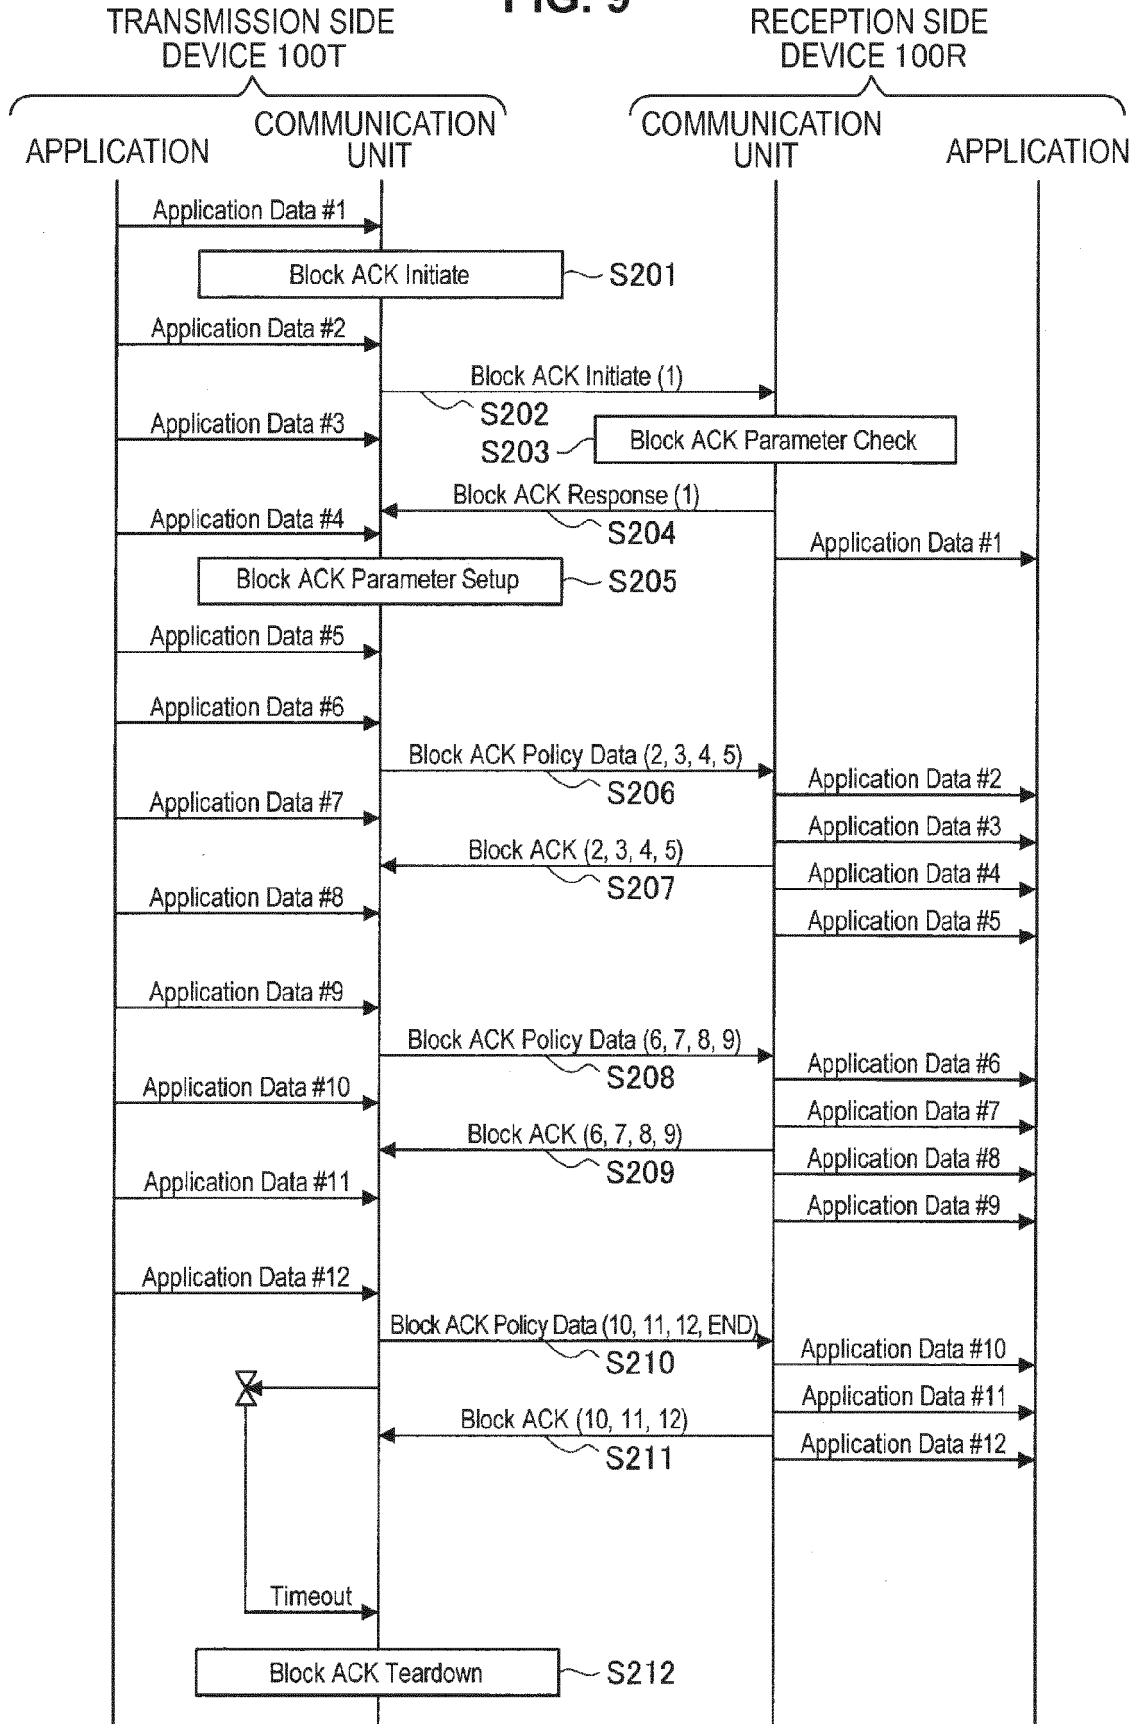 FIG. 9
TRANSMISSION SIDE
DEVICE 100T
RECEPTION SIDE
DEVICE 100R
APPLICATION
COMMUNICATION
UNIT
COMMUNICATION
UNIT
APPLICATION
Application Data #1
Block ACK Initiate
S201
Application Data #2
Block ACK Initiate (1)
S202
Application Data #3
S203
Block ACK Parameter Check
Block ACK Response (1)
Application Data #4
S204
Application Data #1
Block ACK Parameter Setup
S205
Application Data #5
Application Data #6
Block ACK Policy Data (2, 3, 4, 5)
S206
Application Data #2
Application Data #7
Application Data #3
Block ACK (2, 3, 4, 5)
S207
Application Data #4
Application Data #8
Application Data #5
Application Data #9
Block ACK Policy Data (6, 7, 8, 9)
S208
Application Data #6
Application Data #10
Application Data #7
Block ACK (6, 7, 8, 9)
S209
Application Data #8
Application Data #11
Application Data #9
Application Data #12
Block ACK Policy Data (10, 11, 12, END)
S210
Application Data #10
Application Data #11
Block ACK (10, 11, 12)
S211
Application Data #12
Timeout
Block ACK Teardown
S212